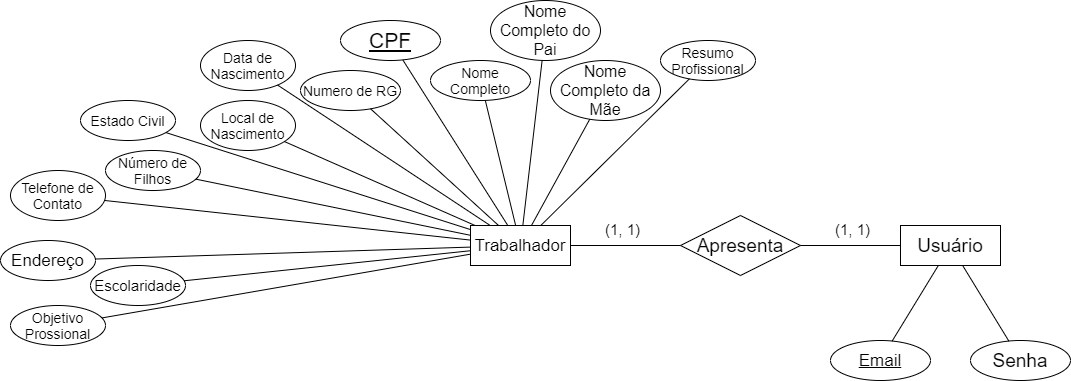 Nome
Completo do
Pai
CPF
Resumo
Profissional
Data de
Nascimento
Numero de RG
Nome
Completo
Nome
Completo da
Mãe
Estado Civil
Local de
Nascimento
Número de
Filhos
Telefone de
Contato
Trabalhador
(1, 1)
Apresenta
(1, 1)
Usuário
Endereço
Escolaridade
Objetivo
Prossional
Email
Senha